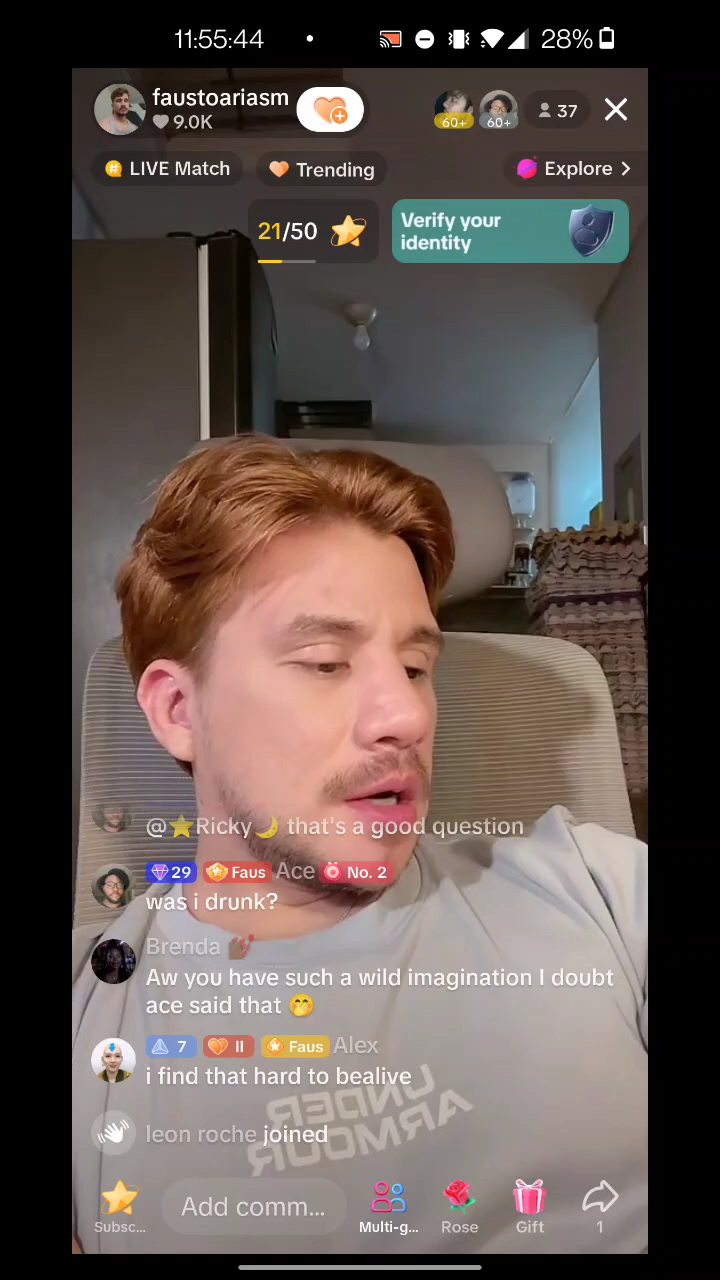 11:55:44
28%
faustoariasm
9.0K
60+
60+
37
LIVE Match
Trending
Explore
21/50
Verify your
identity
@⭐Ricky🌙 that's a good question
29 Faus Ace No. 2
was i drunk?
Brenda 💅🏾
Aw you have such a wild imagination I doubt
ace said that 🤭
7 II Faus Alex
i find that hard to bealive
leon roche joined
UNDER
ARMOUR
Add comm...
Subsc...
Multi-g...
Rose
Gift
1